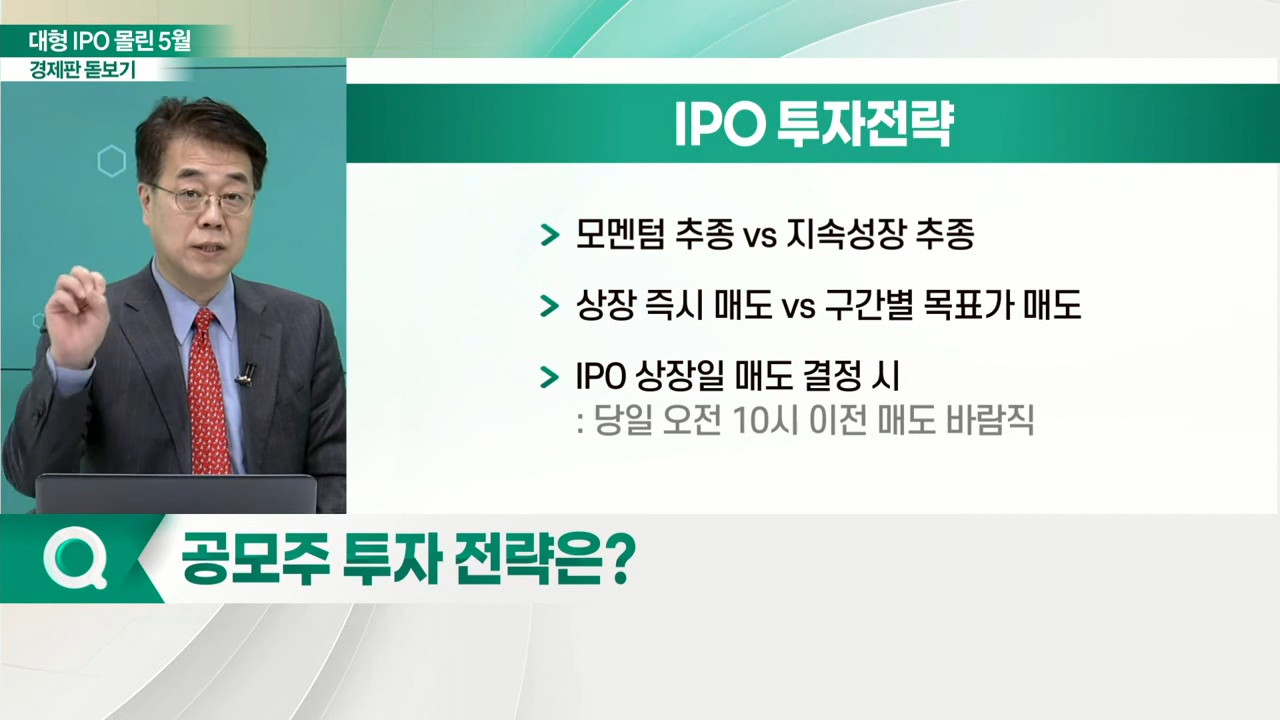 대형 IPO 몰린 5월
경제판 돋보기
IPO 투자전략
> 모멘텀 추종 vs 지속성장 추종
> 상장 즉시 매도 vs 구간별 목표가 매도
> IPO 상장일 매도 결정 시
: 당일 오전 10시 이전 매도 바람직
Q 공모주 투자 전략은?